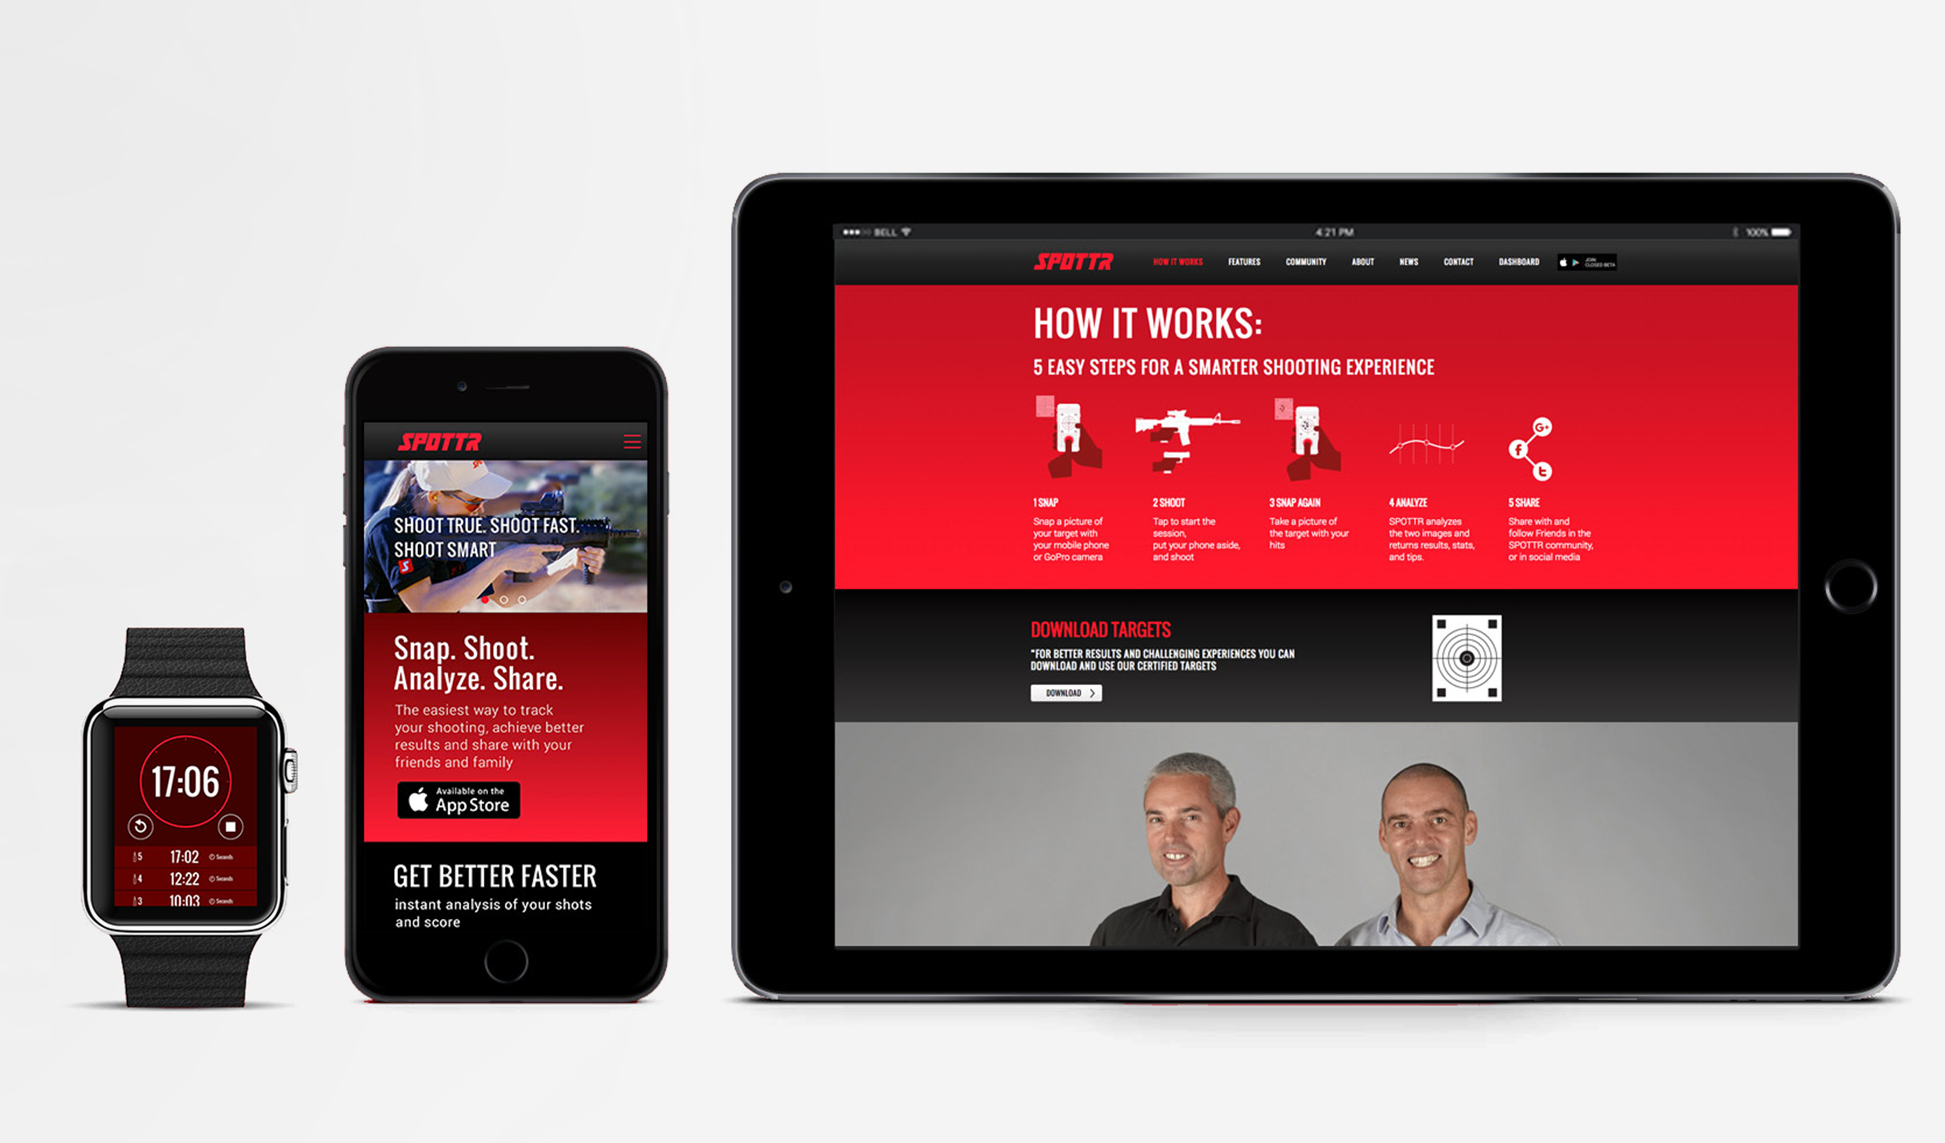 17:06
5 17:02 Seconds
4 12:22 Seconds
3 10:03 Seconds
SPOTTR
SHOOT TRUE. SHOOT FAST.
SHOOT SMART
S
Snap. Shoot.
Analyze. Share.
The easiest way to track
your shooting, achieve better
results and share with your
friends and family
Available on the
App Store
GET BETTER FASTER
instant analysis of your shots
and score
BELL 4:21 PM 100%
SPOTTR HOW IT WORKS FEATURES COMMUNITY ABOUT NEWS CONTACT DASHBOARD JOIN
CLOSED BETA
HOW IT WORKS:
5 EASY STEPS FOR A SMARTER SHOOTING EXPERIENCE
G+
f
t
1 SNAP
Snap a picture of
your target with
your mobile phone
or GoPro camera
2 SHOOT
Tap to start the
session,
put your phone aside,
and shoot
3 SNAP AGAIN
Take a picture of
the target with your
hits
4 ANALYZE
SPOTTR analyzes
the two images and
returns results, stats,
and tips.
5 SHARE
Share with and
follow Friends in the
SPOTTR community,
or in social media
DOWNLOAD TARGETS
"FOR BETTER RESULTS AND CHALLENGING EXPERIENCES YOU CAN
DOWNLOAD AND USE OUR CERTIFIED TARGETS
DOWNLOAD